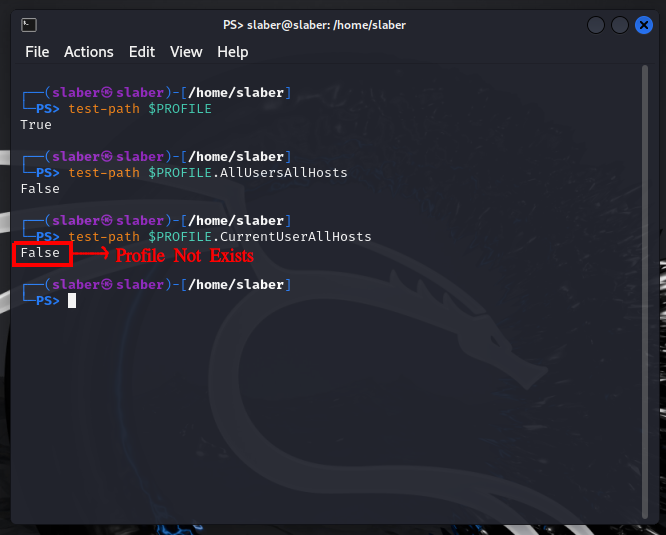 PS> slaber@slaber: /home/slaber
File Actions Edit View Help
┌──(slaber㉿slaber)-[/home/slaber]
└─PS> test-path $PROFILE
True
┌──(slaber㉿slaber)-[/home/slaber]
└─PS> test-path $PROFILE.AllUsersAllHosts
False
┌──(slaber㉿slaber)-[/home/slaber]
└─PS> test-path $PROFILE.CurrentUserAllHosts
False Profile Not Exists
┌──(slaber㉿slaber)-[/home/slaber]
└─PS>